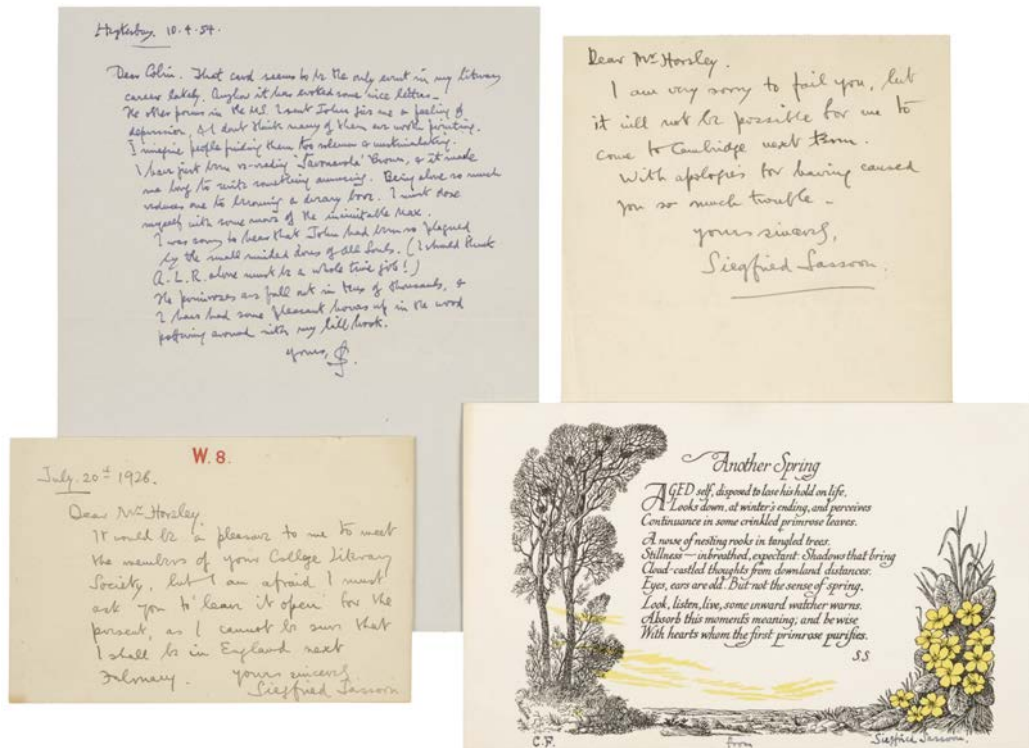 Heytesbury. 10.4.54.
Dear Colin. That card seems to be the only event in my literary
career lately. Anyhow it has evoked some nice letters –
The other poems in the MS. I sent John give me a feeling of
depression, & I don't think many of them are worth printing.
I imagine people finding them too solemn & unstimulating.
I have just been re-reading 'Savonarola' Brown, & it made
me long to write something amusing. Being alone so much
reduces one to becoming a dreary bore. I must dose
myself with some more of the inimitable Max.
I was sorry to hear that John had been so plagued
by the small minded dons of All Souls. (I should think
A.L.R. alone must be a whole time job!)
The primroses are full out in tens of thousands, &
I have had some pleasant hours up in the wood
pottering around with my bill hook.
Yours, SS.
Dear Mr Horsley.
I am very sorry to fail you, but
it will not be possible for me to
come to Cambridge next term.
With apologies for having caused
you so much trouble –
yours sincerely,
Siegfried Sassoon.
W. 8.
July. 20th 1926.
Dear Mr Horsley.
It would be a pleasure to me to meet
the members of your College Literary
Society, but I am afraid I must
ask you to 'leave it open' for the
present, as I cannot be sure that
I shall be in England next
February. yours sincerely
Siegfried Sassoon
Another Spring
AGED self, disposed to lose his hold on life,
Looks down, at winter's ending, and perceives
Continuance in some crinkled primrose leaves.
A noise of nesting rooks in tangled trees.
Stillness – inbreathed, expectant. Shadows that bring
Cloud-castled thoughts from downland distances.
Eyes, ears are old. But not the sense of spring.
Look, listen, live, some inward watcher warns.
Absorb this moment's meaning; and be wise
With hearts whom the first primrose purifies.
S.S.
C.F. from Siegfried Sassoon.